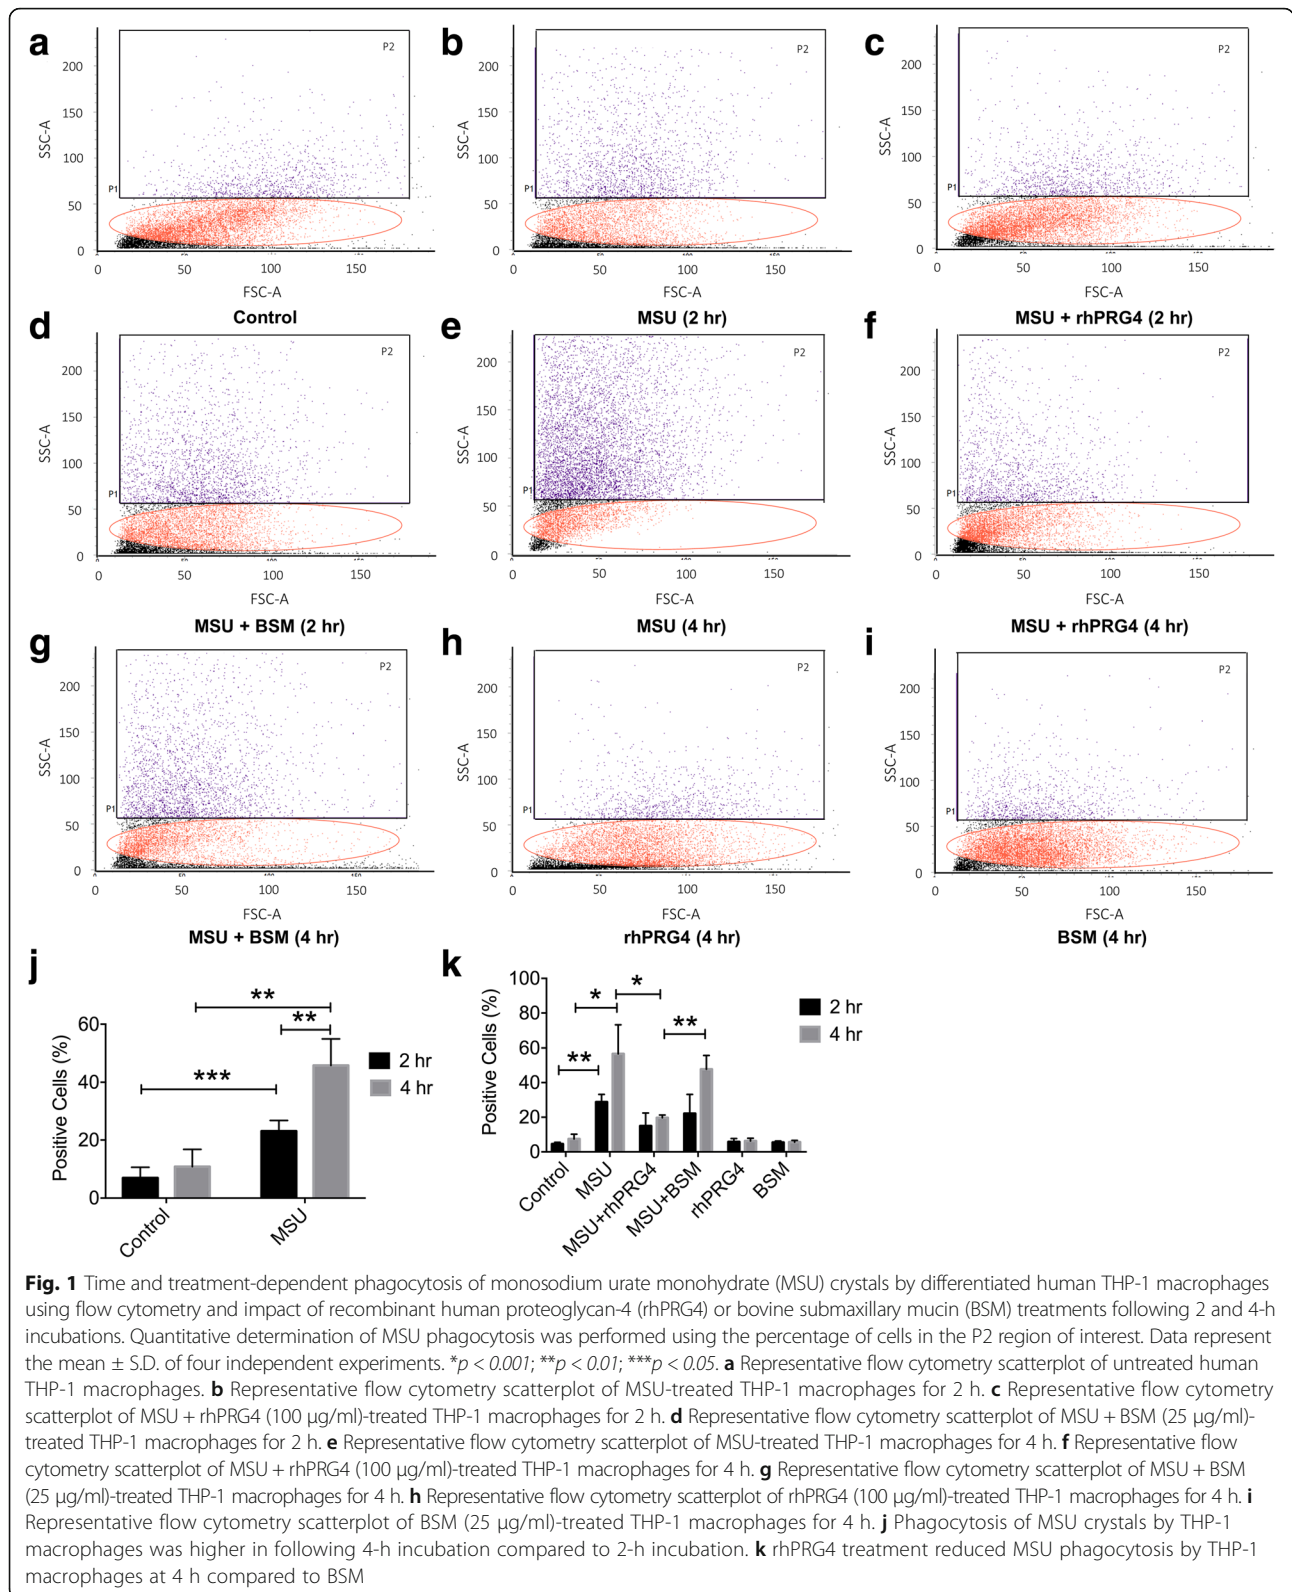 a
P2
200
150
100
50
0
SSC-A
P1
0
50
100
150
FSC-A
Control
b
P2
200
150
100
50
0
SSC-A
P1
0
50
100
150
FSC-A
MSU (2 hr)
c
P2
200
150
100
50
0
SSC-A
P1
0
50
100
150
FSC-A
MSU + rhPRG4 (2 hr)
d
P2
200
150
100
50
0
SSC-A
P1
0
50
100
150
FSC-A
MSU + BSM (2 hr)
e
P2
200
150
100
50
0
SSC-A
P1
0
50
100
150
FSC-A
MSU (4 hr)
f
P2
200
150
100
50
0
SSC-A
P1
0
50
100
150
FSC-A
MSU + rhPRG4 (4 hr)
g
P2
200
150
100
50
0
SSC-A
P1
0
50
100
150
FSC-A
MSU + BSM (4 hr)
h
P2
200
150
100
50
0
SSC-A
P1
0
50
100
150
FSC-A
rhPRG4 (4 hr)
i
P2
200
150
100
50
0
SSC-A
P1
0
50
100
150
FSC-A
BSM (4 hr)
j
Positive Cells (%)
60
40
20
0
**
**
***
2 hr
4 hr
Control
MSU
k
Positive Cells (%)
100
80
60
40
20
0
*
*
**
**
2 hr
4 hr
Control
MSU
MSU+rhPRG4
MSU+BSM
rhPRG4
BSM
Fig. 1 Time and treatment-dependent phagocytosis of monosodium urate monohydrate (MSU) crystals by differentiated human THP-1 macrophages
using flow cytometry and impact of recombinant human proteoglycan-4 (rhPRG4) or bovine submaxillary mucin (BSM) treatments following 2 and 4-h
incubations. Quantitative determination of MSU phagocytosis was performed using the percentage of cells in the P2 region of interest. Data represent
the mean ± S.D. of four independent experiments. *p < 0.001; **p < 0.01; ***p < 0.05. a Representative flow cytometry scatterplot of untreated human
THP-1 macrophages. b Representative flow cytometry scatterplot of MSU-treated THP-1 macrophages for 2 h. c Representative flow cytometry
scatterplot of MSU + rhPRG4 (100 μg/ml)-treated THP-1 macrophages for 2 h. d Representative flow cytometry scatterplot of MSU + BSM (25 μg/ml)-
treated THP-1 macrophages for 2 h. e Representative flow cytometry scatterplot of MSU-treated THP-1 macrophages for 4 h. f Representative flow
cytometry scatterplot of MSU + rhPRG4 (100 μg/ml)-treated THP-1 macrophages for 4 h. g Representative flow cytometry scatterplot of MSU + BSM
(25 μg/ml)-treated THP-1 macrophages for 4 h. h Representative flow cytometry scatterplot of rhPRG4 (100 μg/ml)-treated THP-1 macrophages for 4 h. i
Representative flow cytometry scatterplot of BSM (25 μg/ml)-treated THP-1 macrophages for 4 h. j Phagocytosis of MSU crystals by THP-1
macrophages was higher in following 4-h incubation compared to 2-h incubation. k rhPRG4 treatment reduced MSU phagocytosis by THP-1
macrophages at 4 h compared to BSM